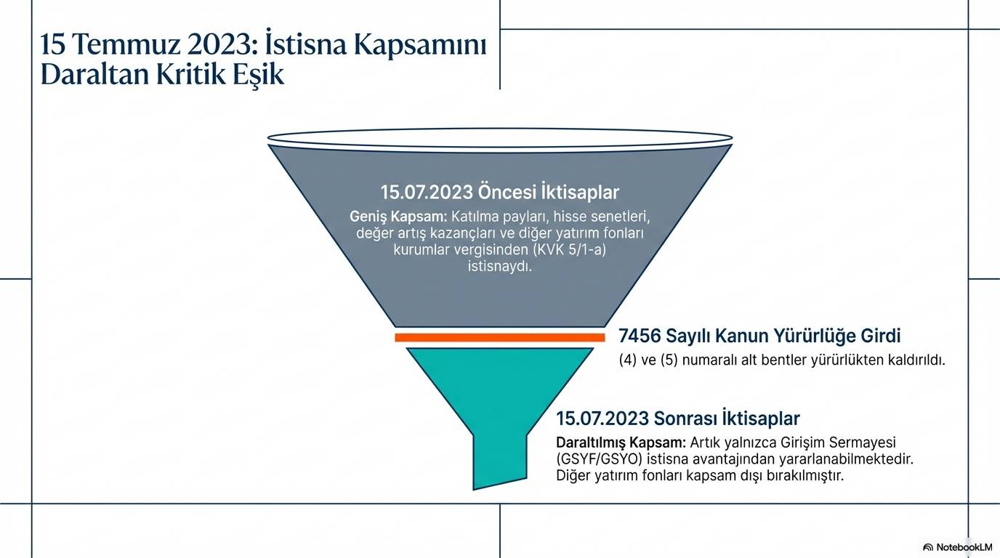 15 Temmuz 2023: İstisna Kapsamını
Daraltan Kritik Eşik
15.07.2023 Öncesi İktisaplar
Geniş Kapsam: Katılma payları, hisse senetleri,
değer artış kazançları ve diğer yatırım fonları
kurumlar vergisinden (KVK 5/1-a)
istisnaydı.
7456 Sayılı Kanun Yürürlüğe Girdi
(4) ve (5) numaralı alt bentler yürürlükten kaldırıldı.
15.07.2023 Sonrası İktisaplar
Daraltılmış Kapsam: Artık yalnızca Girişim Sermayesi
(GSYF/GSYO) istisna avantajından yararlanabilmektedir.
Diğer yatırım fonları kapsam dışı bırakılmıştır.
NotebookLM